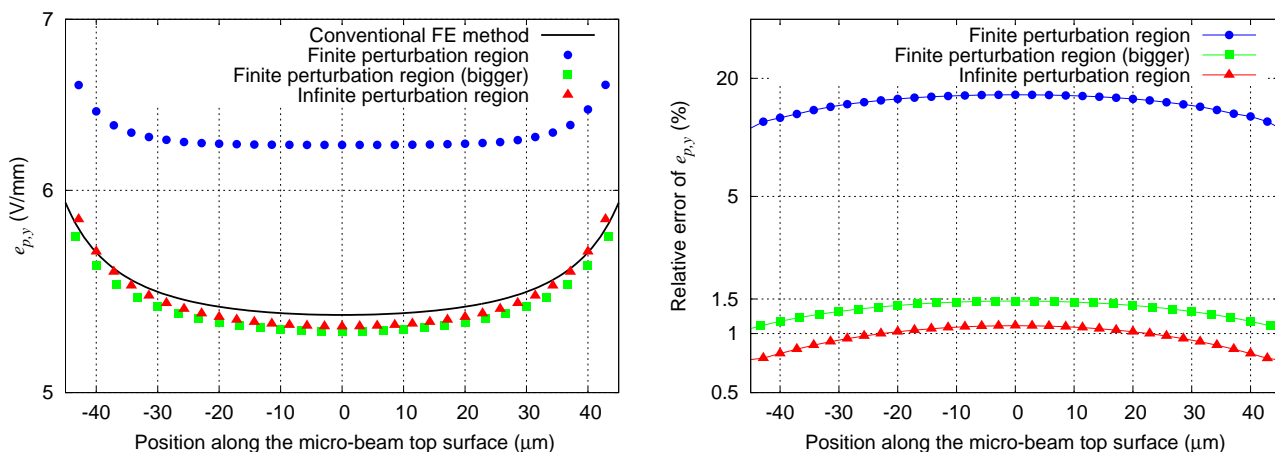 7
6
5
e_{p,y} (V/mm)
Conventional FE method
Finite perturbation region
Finite perturbation region (bigger)
Infinite perturbation region
-40 -30 -20 -10 0 10 20 30 40
Position along the micro-beam top surface (μm)
20
5
1.5
1
0.5
Relative error of e_{p,y} (%)
Finite perturbation region
Finite perturbation region (bigger)
Infinite perturbation region
-40 -30 -20 -10 0 10 20 30 40
Position along the micro-beam top surface (μm)